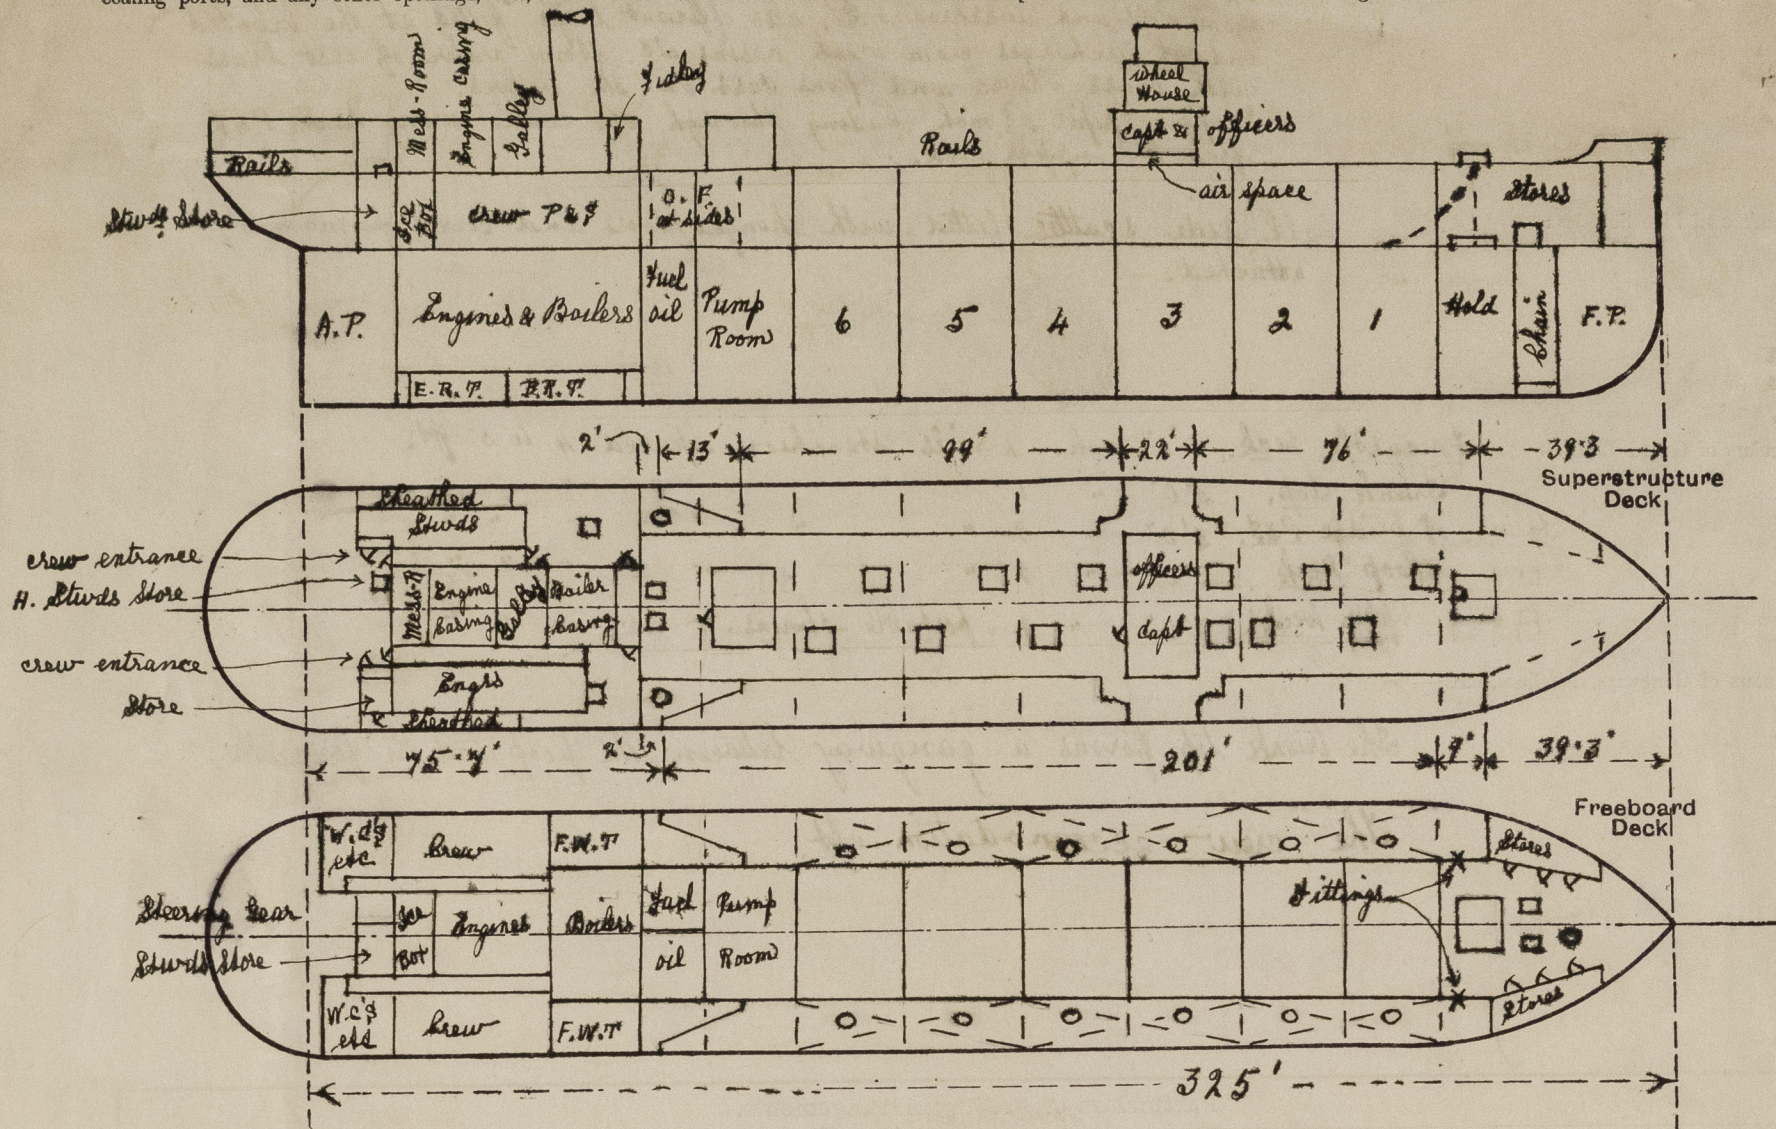 Mess-Room
Engine Casing
Galley
Fidley
Wheel
House
Capt &
officers
Rails
Rails
air space
Stores
Stwds Store
Ice
Box
crew P & S
O. F.
at sides
A.P.
Engines & Boilers
Fuel
oil
Pump
Room
6
5
4
3
2
1
Hold
Chain
F.P.
E.R.T.
B.R.T.
2'
13'
99'
22'
76'
39·3
Superstructure
Deck
Sheathed
Stwds
crew entrance
H. Stwds Store
Mess-R
Engine
Casing
Galley
Boiler
Casing
officers
Capt
crew entrance
Store
Engrs
Sheathed
2'
201'
9'
39·3'
Freeboard
Deck
W.C's
etc
Crew
F.W.T
Stores
Fittings
Steering Gear
Stwds Store
Ice
Box
Engines
Boilers
Fuel
oil
Pump
Room
W.C's
etc
Crew
F.W.T
Stores
325'